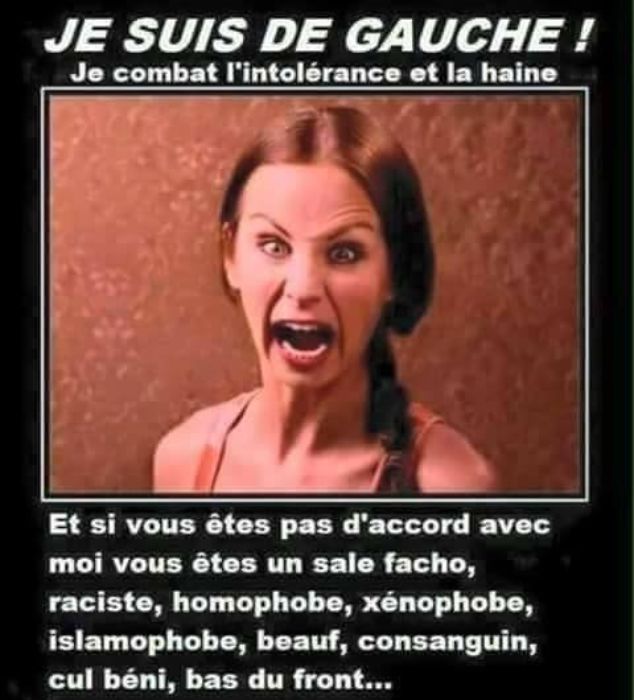 JE SUIS DE GAUCHE !
Je combat l'intolérance et la haine
Et si vous êtes pas d'accord avec
moi vous êtes un sale facho,
raciste, homophobe, xénophobe,
islamophobe, beauf, consanguin,
cul béni, bas du front...